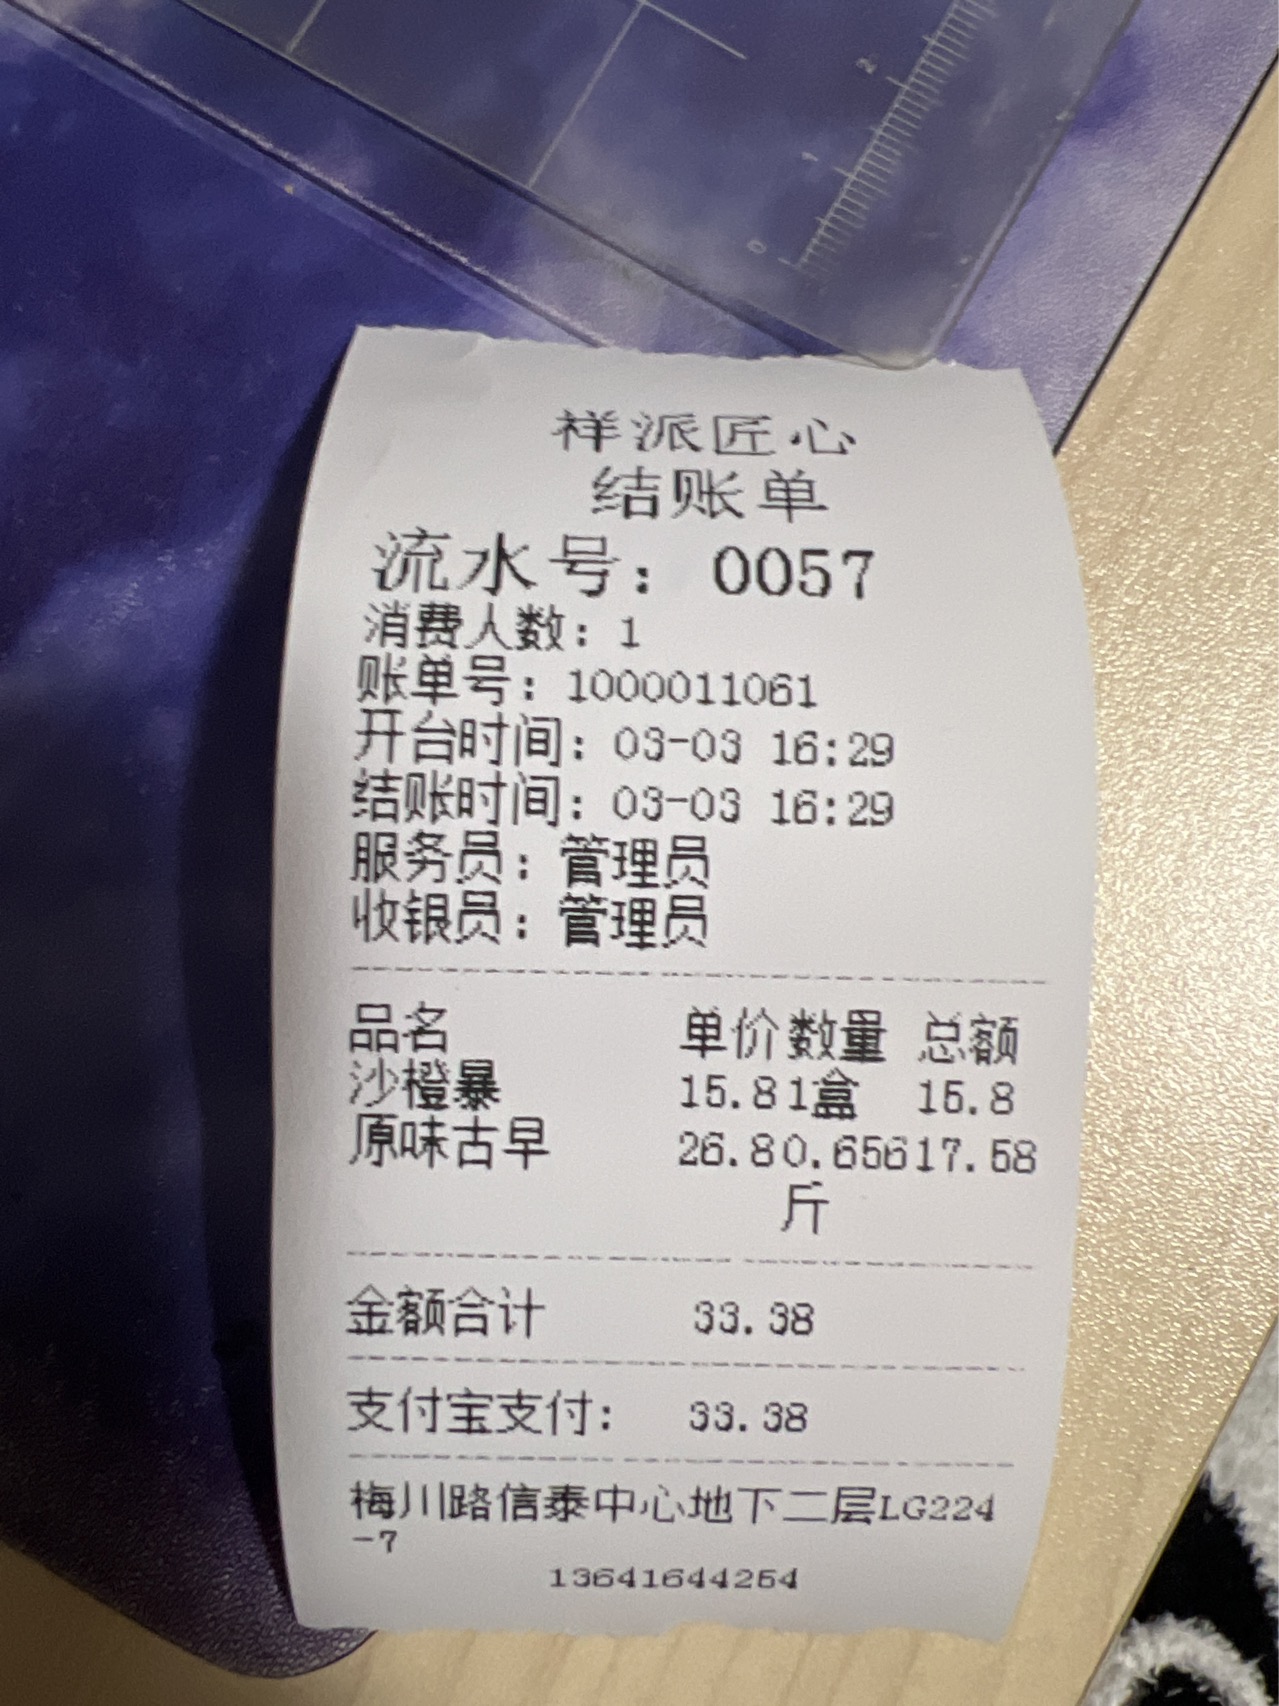 2
1
0
祥派匠心
结账单
流水号： 0057
消费人数：1
账单号：1000011061
开台时间：03-03 16:29
结账时间：03-03 16:29
服务员：管理员
收银员：管理员
品名 单价数量 总额
沙橙暴 15.81盒 15.8
原味古早 26.80.65617.58
斤
金额合计 33.38
支付宝支付： 33.38
梅川路信泰中心地下二层LG224
-7
13641644254